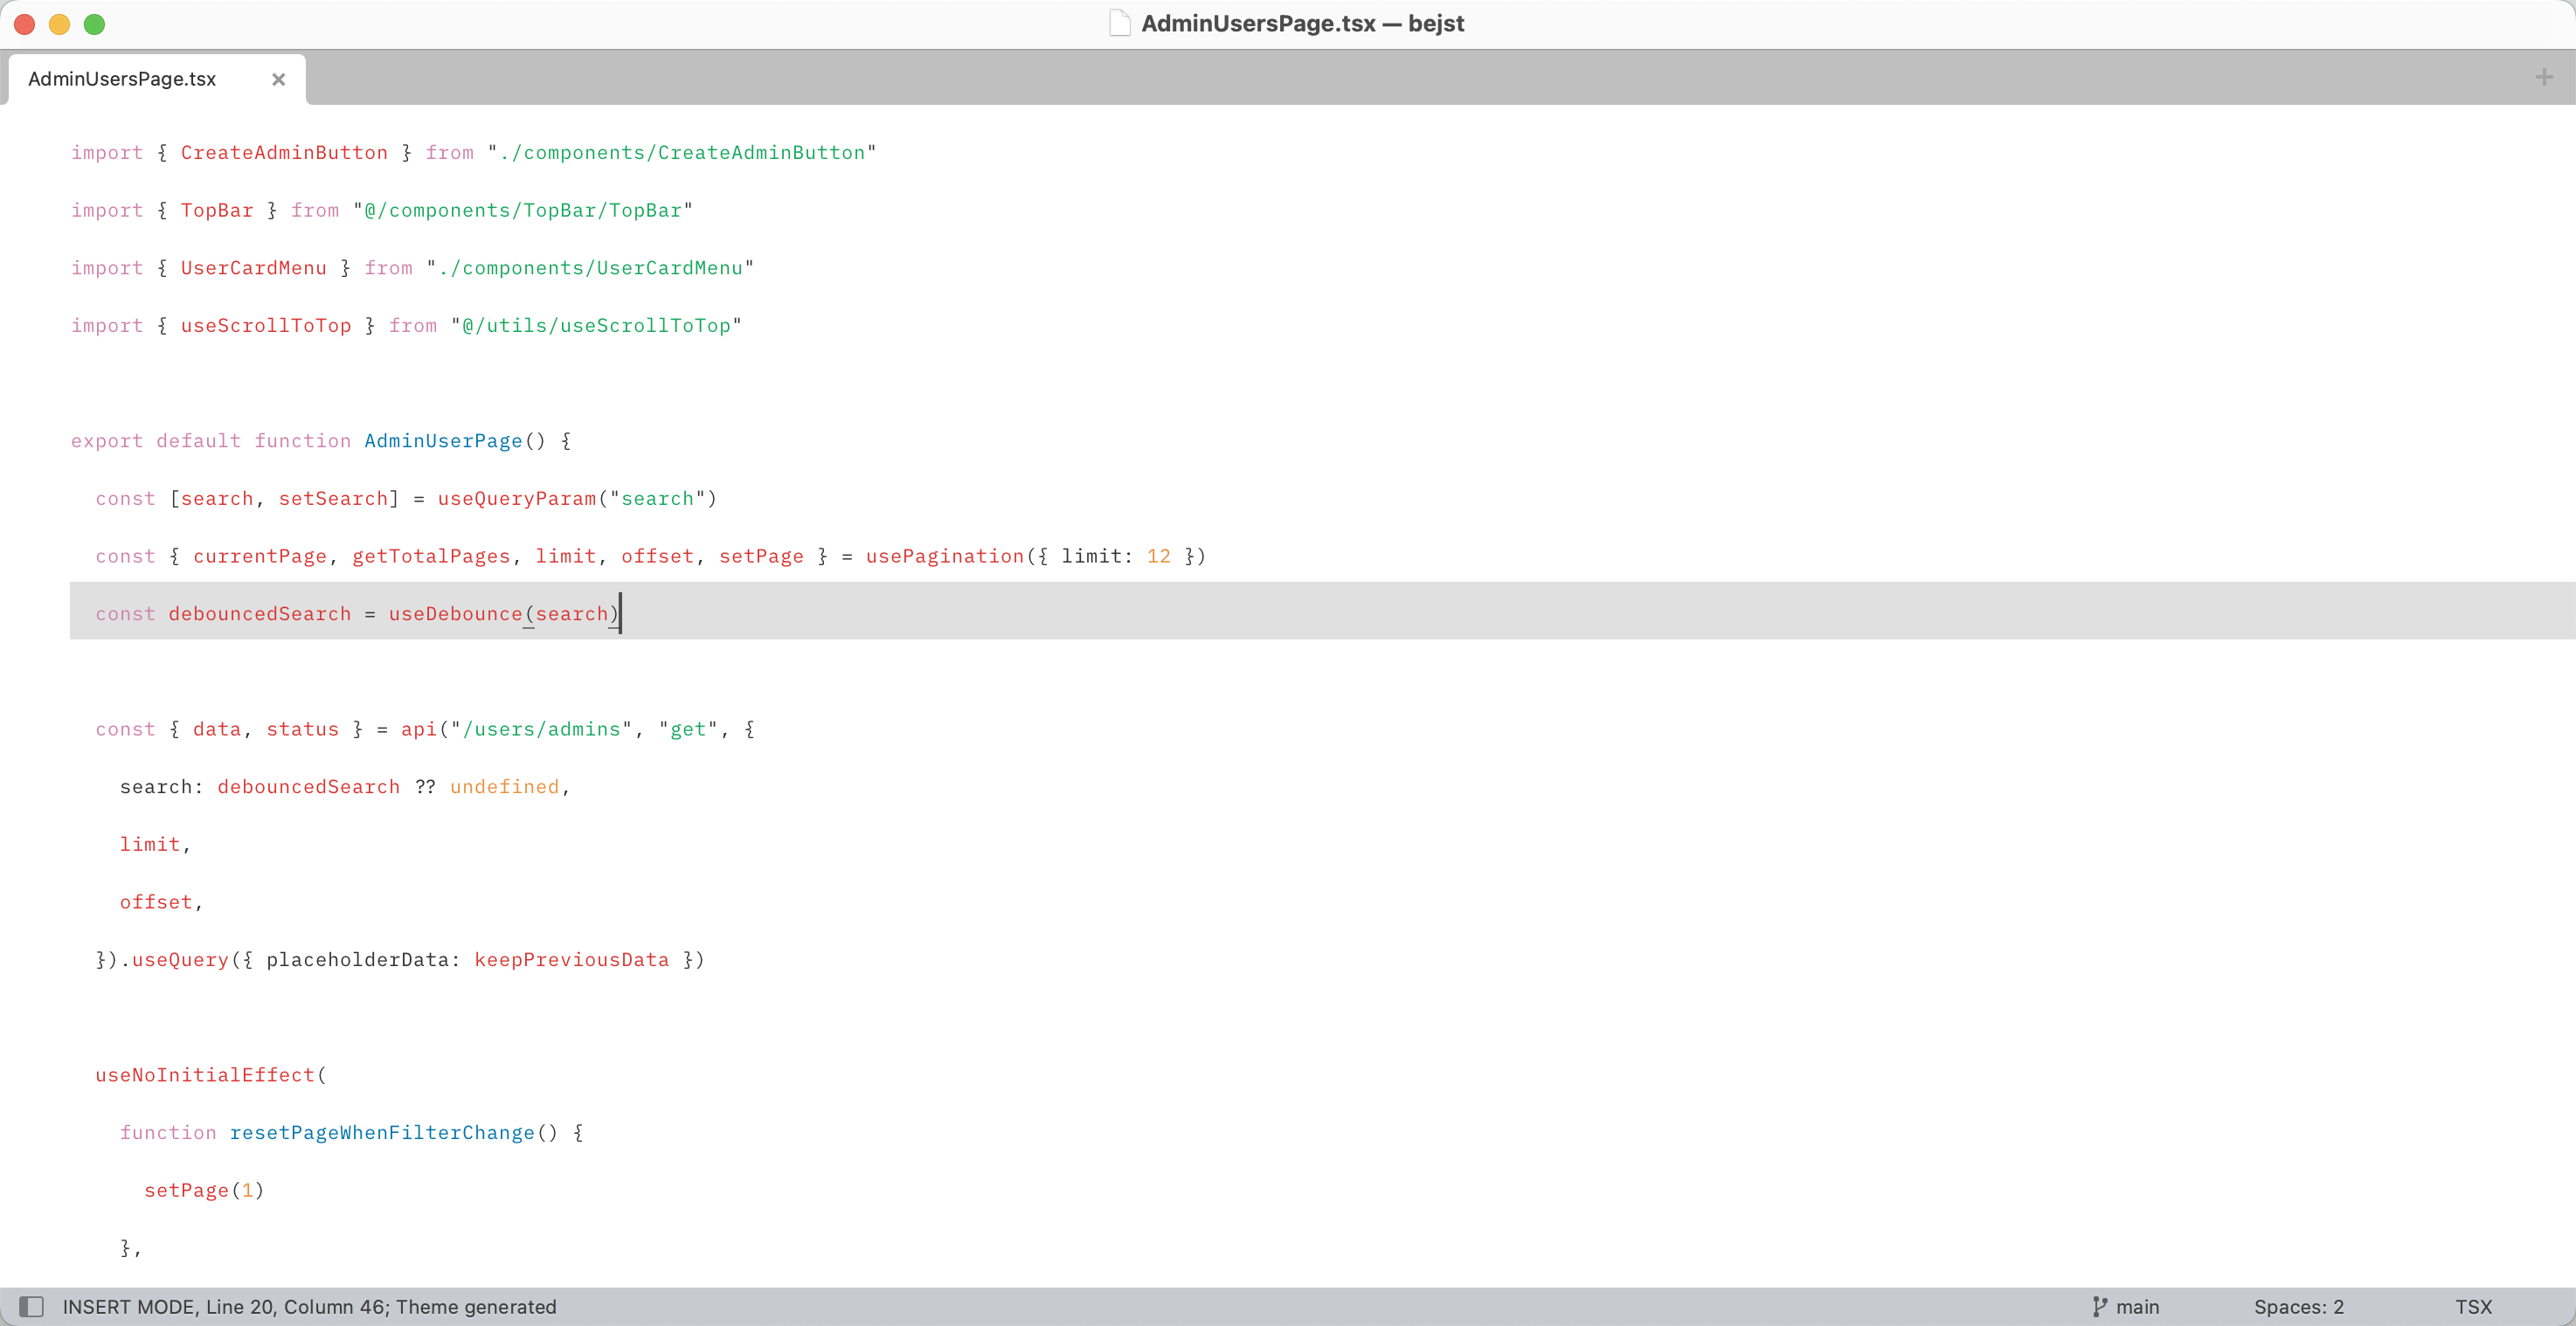 AdminUsersPage.tsx — bejst
AdminUsersPage.tsx
import { CreateAdminButton } from "./components/CreateAdminButton"
import { TopBar } from "@/components/TopBar/TopBar"
import { UserCardMenu } from "./components/UserCardMenu"
import { useScrollToTop } from "@/utils/useScrollToTop"
export default function AdminUserPage() {
const [search, setSearch] = useQueryParam("search")
const { currentPage, getTotalPages, limit, offset, setPage } = usePagination({ limit: 12 })
const debouncedSearch = useDebounce(search)
const { data, status } = api("/users/admins", "get", {
search: debouncedSearch ?? undefined,
limit,
offset,
}).useQuery({ placeholderData: keepPreviousData })
useNoInitialEffect(
function resetPageWhenFilterChange() {
setPage(1)
},
INSERT MODE, Line 20, Column 46; Theme generated
main
Spaces: 2
TSX